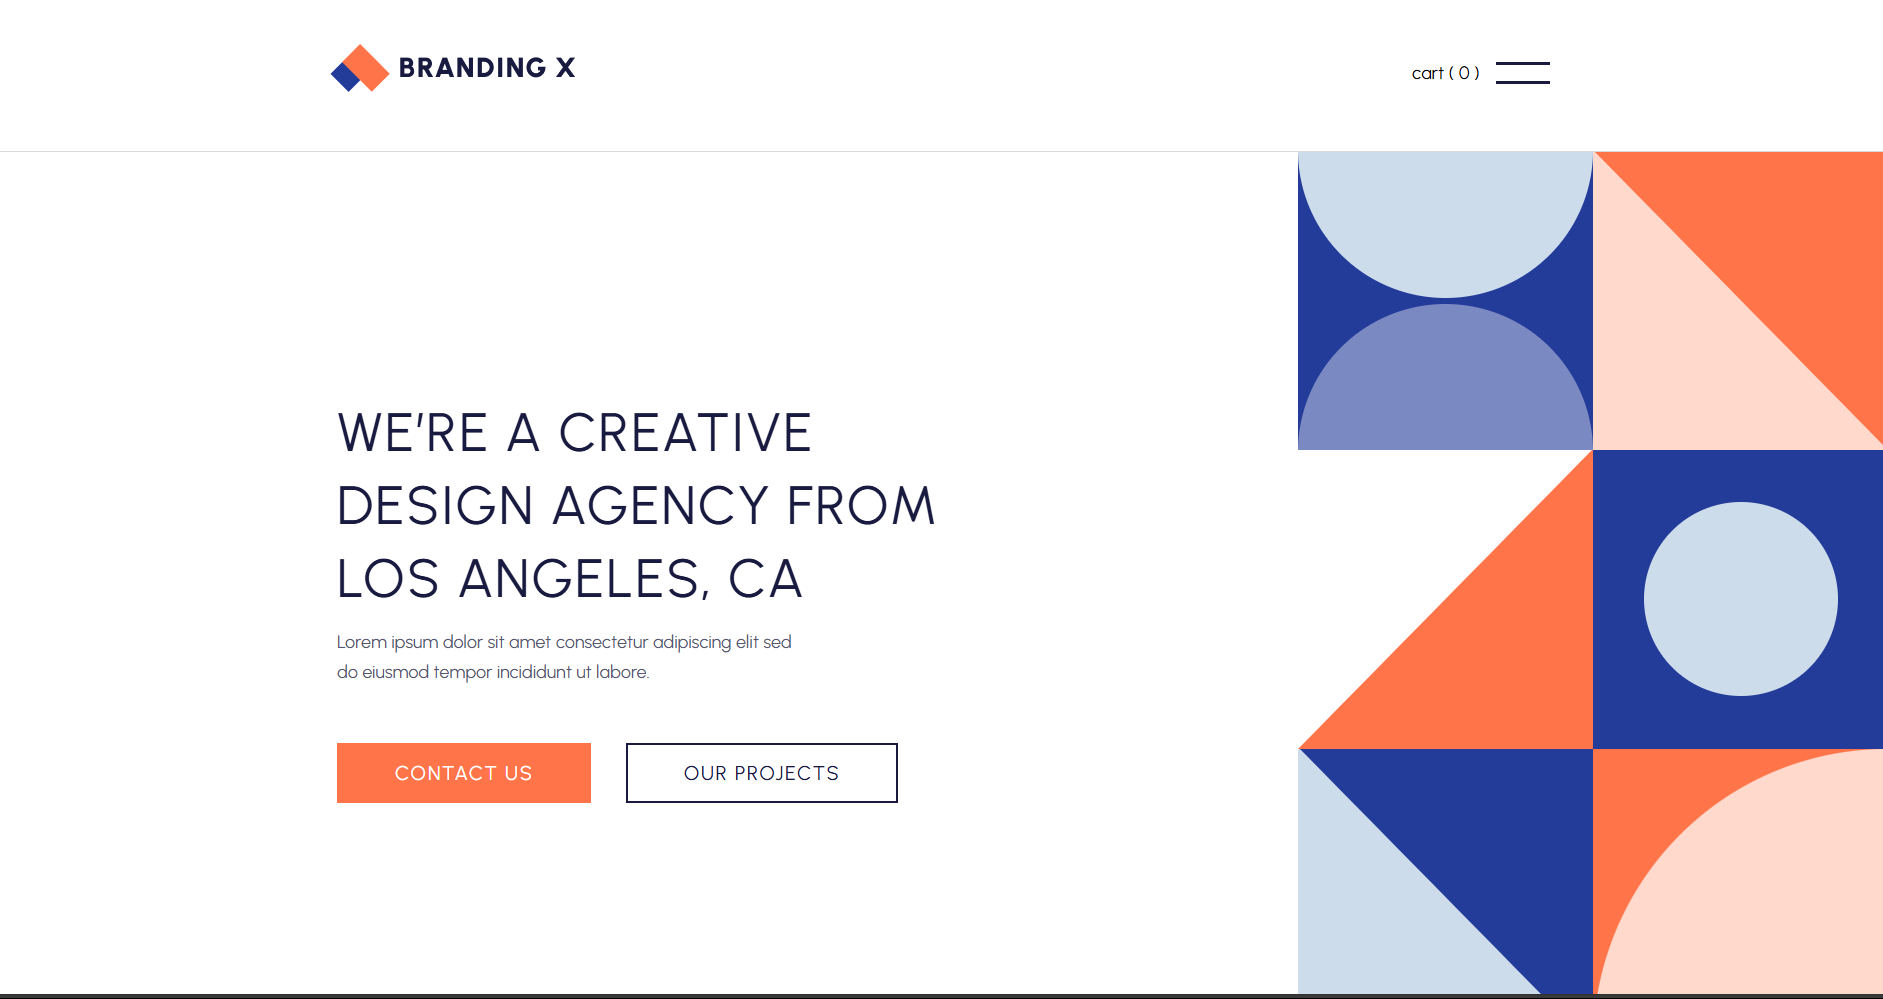 BRANDING X
cart ( 0 )
WE'RE A CREATIVE
DESIGN AGENCY FROM
LOS ANGELES, CA
Lorem ipsum dolor sit amet consectetur adipiscing elit sed
do eiusmod tempor incididunt ut labore.
CONTACT US
OUR PROJECTS